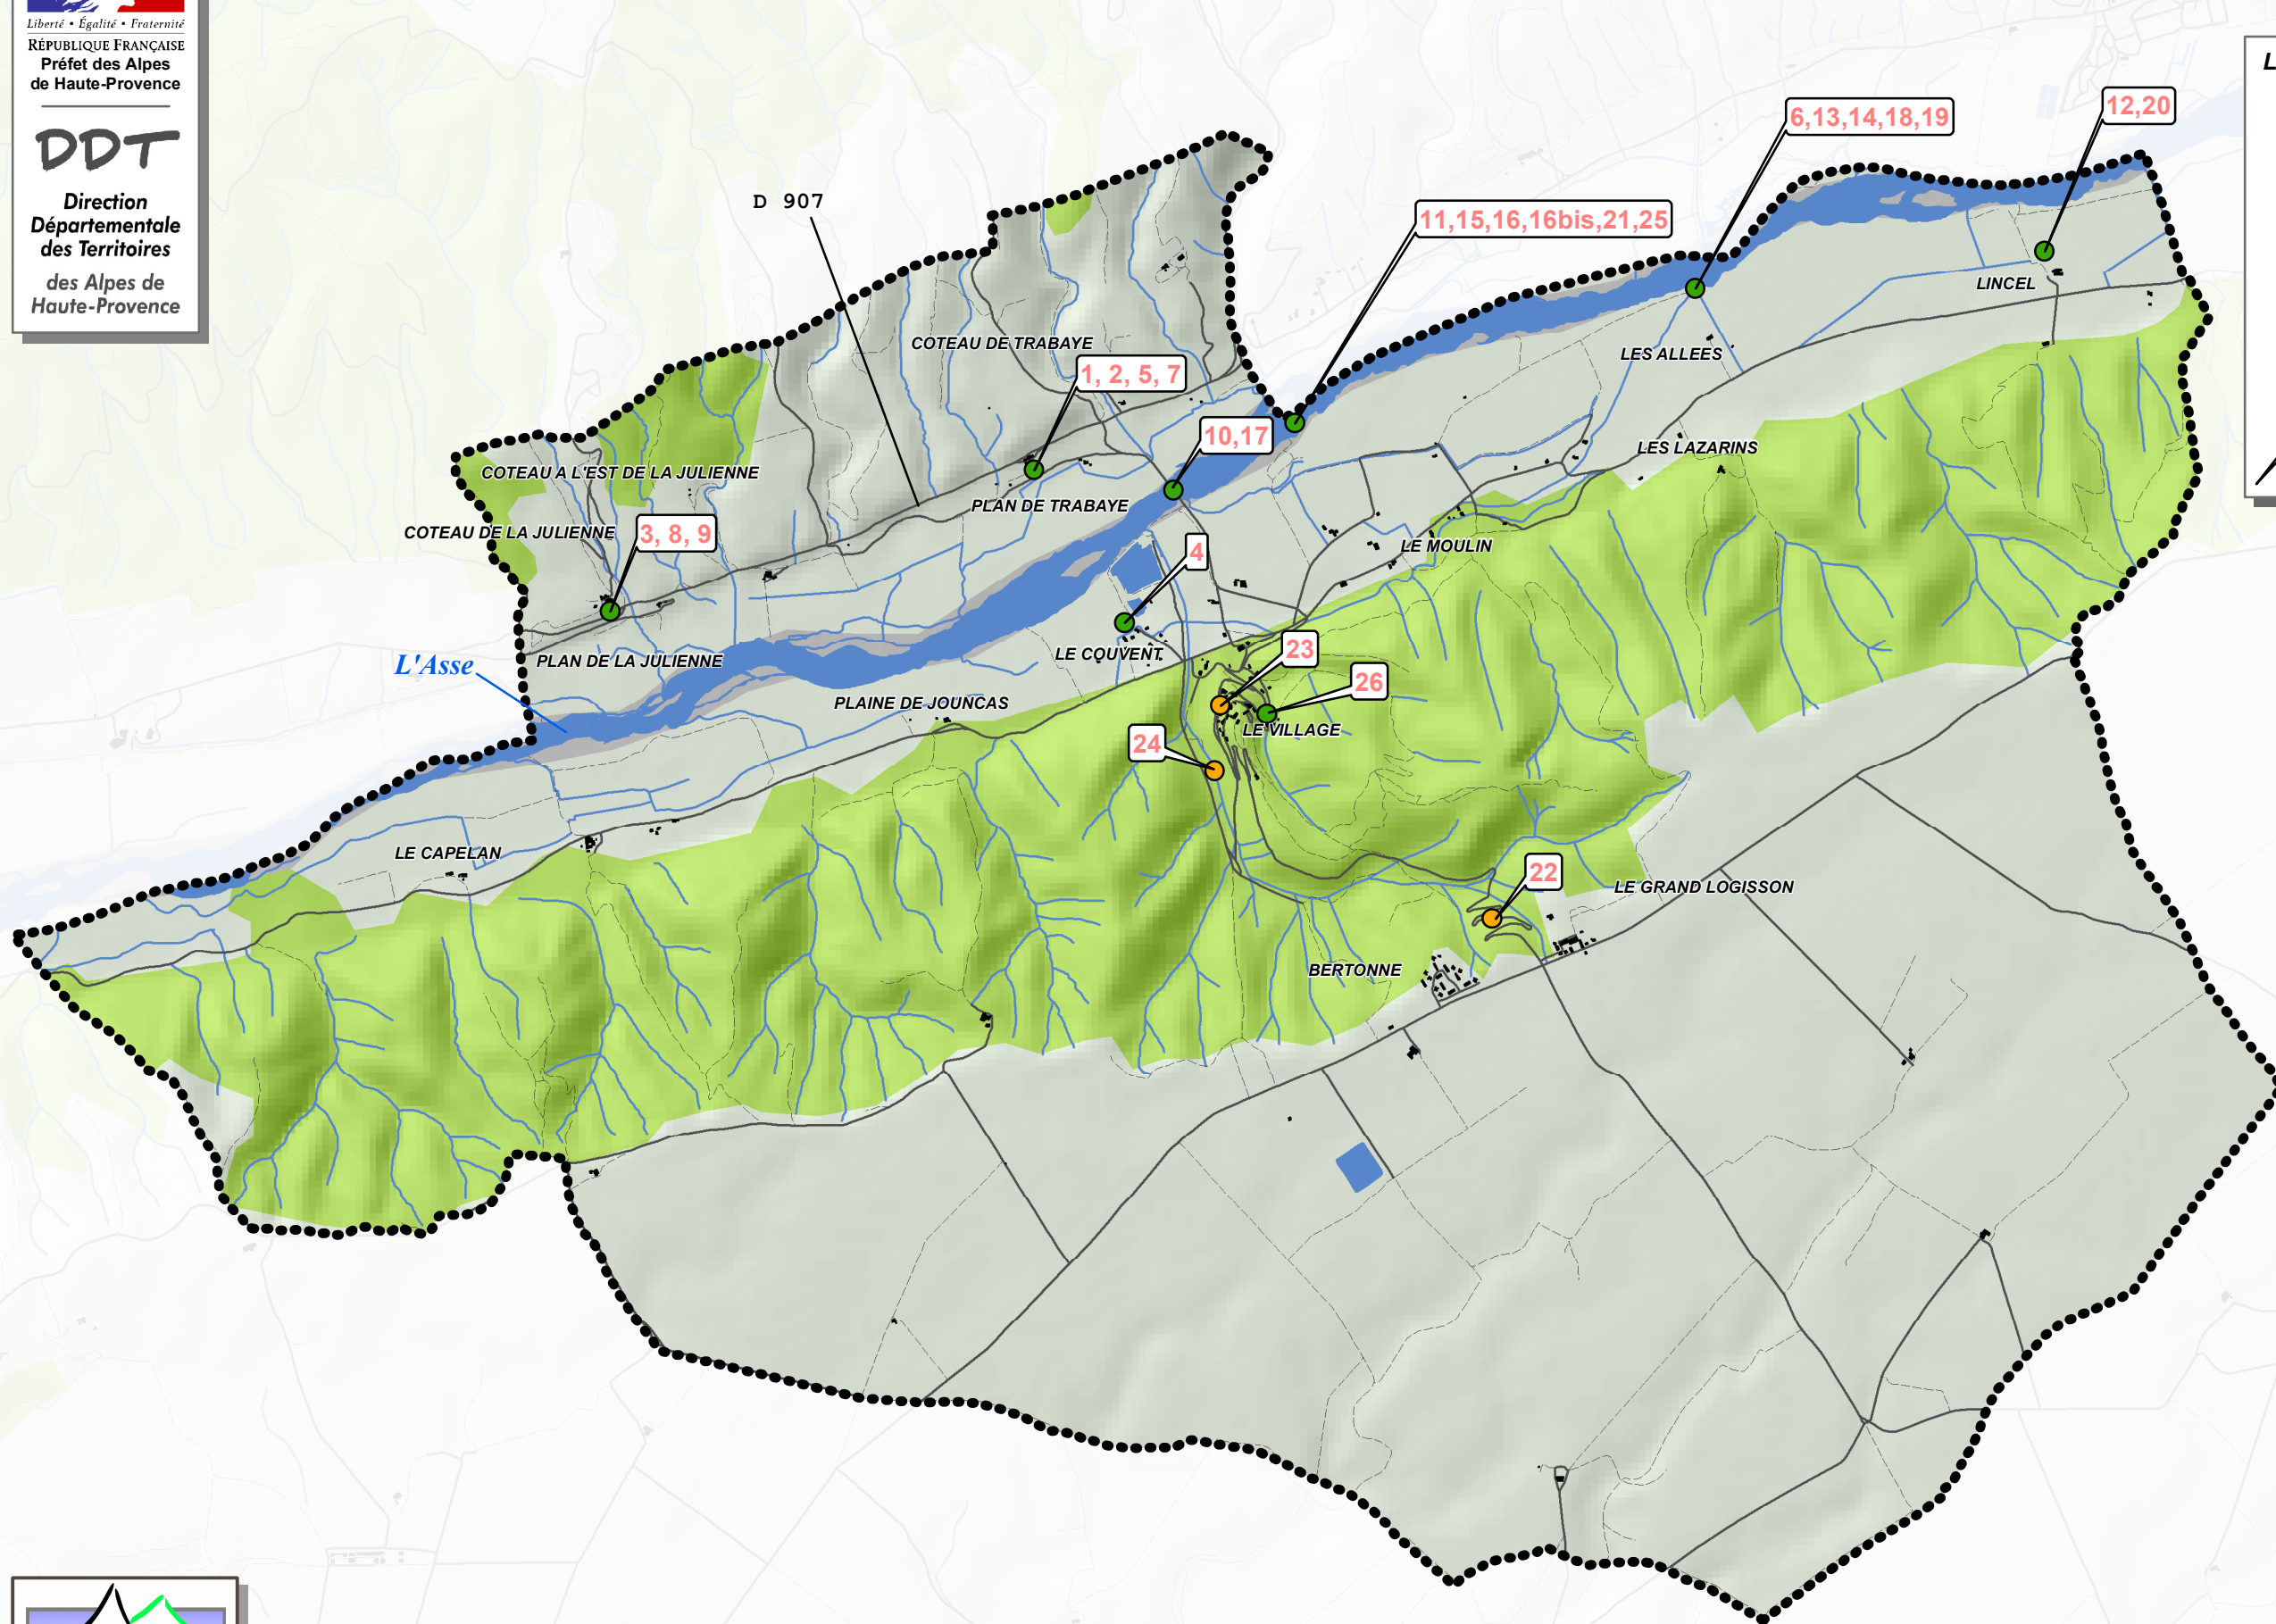 Liberté • Égalité • Fraternité
RÉPUBLIQUE FRANÇAISE
Préfet des Alpes
de Haute-Provence
DDT
Direction
Départementale
des Territoires
des Alpes de
Haute-Provence
L
12,20
6,13,14,18,19
D 907
11,15,16,16bis,21,25
LINCEL
COTEAU DE TRABAYE
LES ALLEES
1, 2, 5, 7
10,17
LES LAZARINS
COTEAU A L'EST DE LA JULIENNE
PLAN DE TRABAYE
COTEAU DE LA JULIENNE
3, 8, 9
LE MOULIN
4
LE COUVENT
23
PLAN DE LA JULIENNE
L'Asse
26
PLAINE DE JOUNCAS
LE VILLAGE
24
LE CAPELAN
22
LE GRAND LOGISSON
BERTONNE